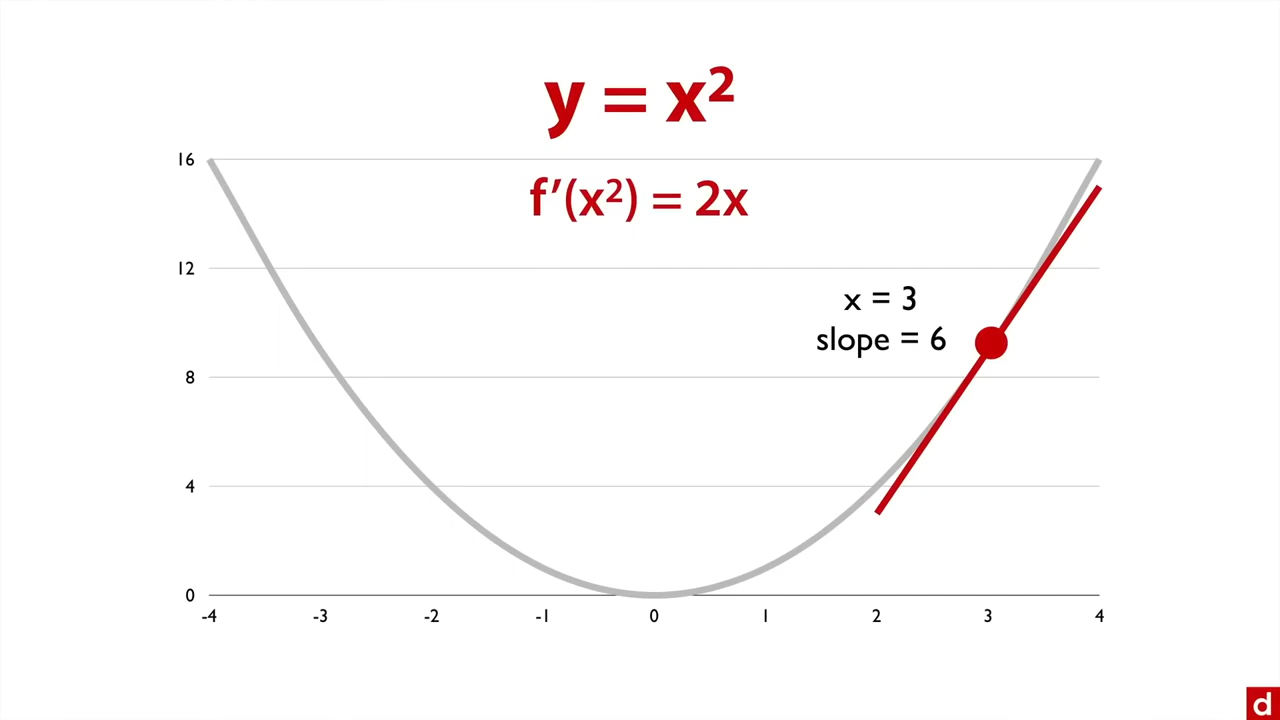 y = x²
16
f′(x²) = 2x
12
x = 3
slope = 6
8
4
0
-4 -3 -2 -1 0 1 2 3 4
d